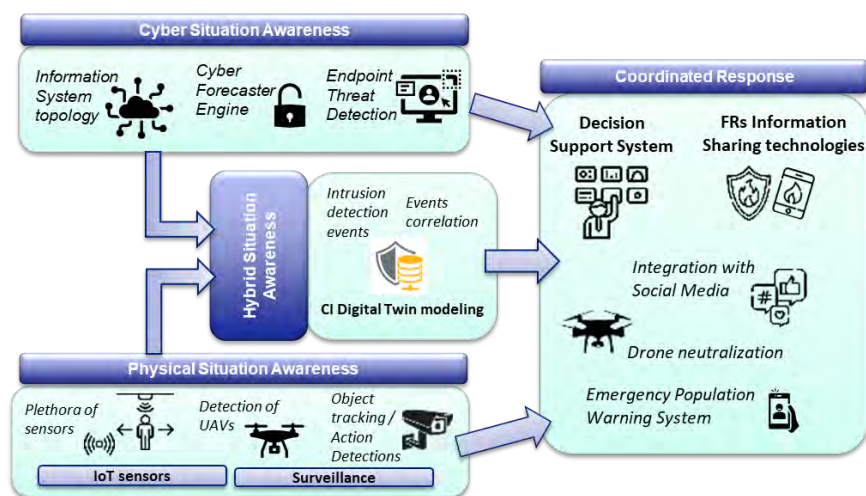 Cyber Situation Awareness
Information
System
topology
Cyber
Forecaster
Engine
Endpoint
Threat
Detection
Hybrid Situation
Awareness
Intrusion
detection
events
Events
correlation
CI Digital Twin modeling
Physical Situation Awareness
Plethora of
sensors
Detection of
UAVs
Object
tracking /
Action
Detections
IoT sensors
Surveillance
Coordinated Response
Decision
Support System
FRs Information
Sharing technologies
Integration with
Social Media
#
Drone neutralization
Emergency Population
Warning System